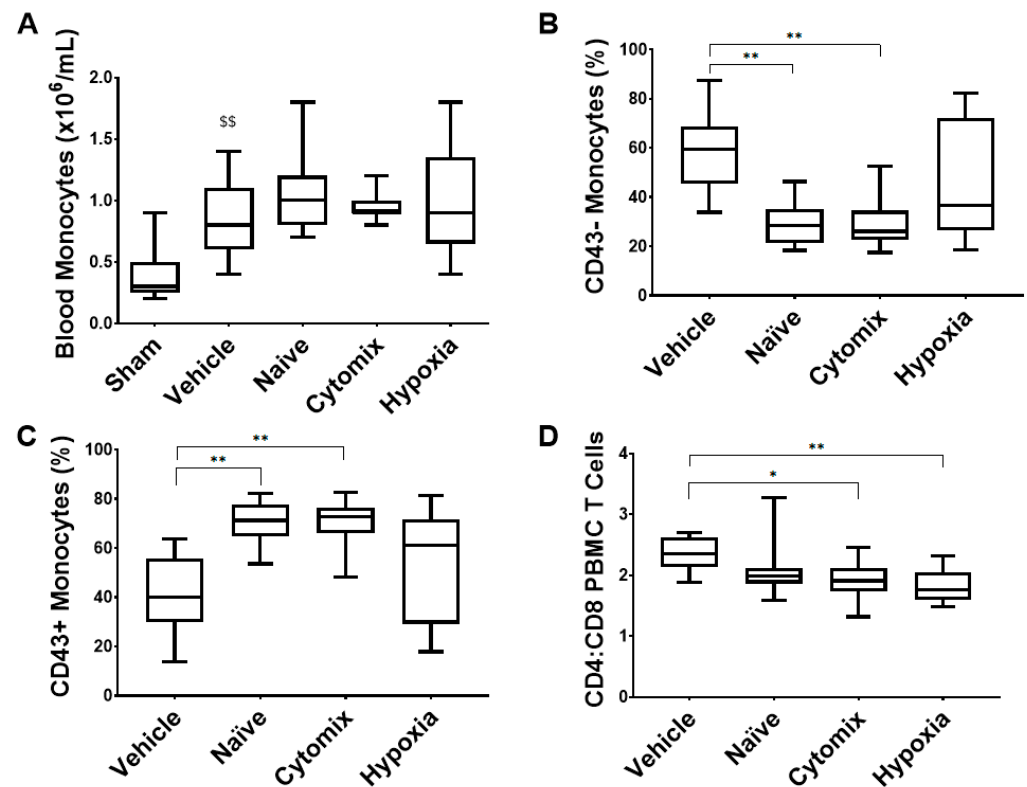 A
Blood Monocytes (x10⁶/mL)
2.0
1.5
1.0
0.5
0.0
$$
Sham
Vehicle
Naive
Cytomix
Hypoxia
B
CD43- Monocytes (%)
100
80
60
40
20
0
**
**
Vehicle
Naïve
Cytomix
Hypoxia
C
CD43+ Monocytes (%)
100
80
60
40
20
0
**
**
Vehicle
Naïve
Cytomix
Hypoxia
D
CD4:CD8 PBMC T Cells
4
3
2
1
0
**
*
Vehicle
Naïve
Cytomix
Hypoxia